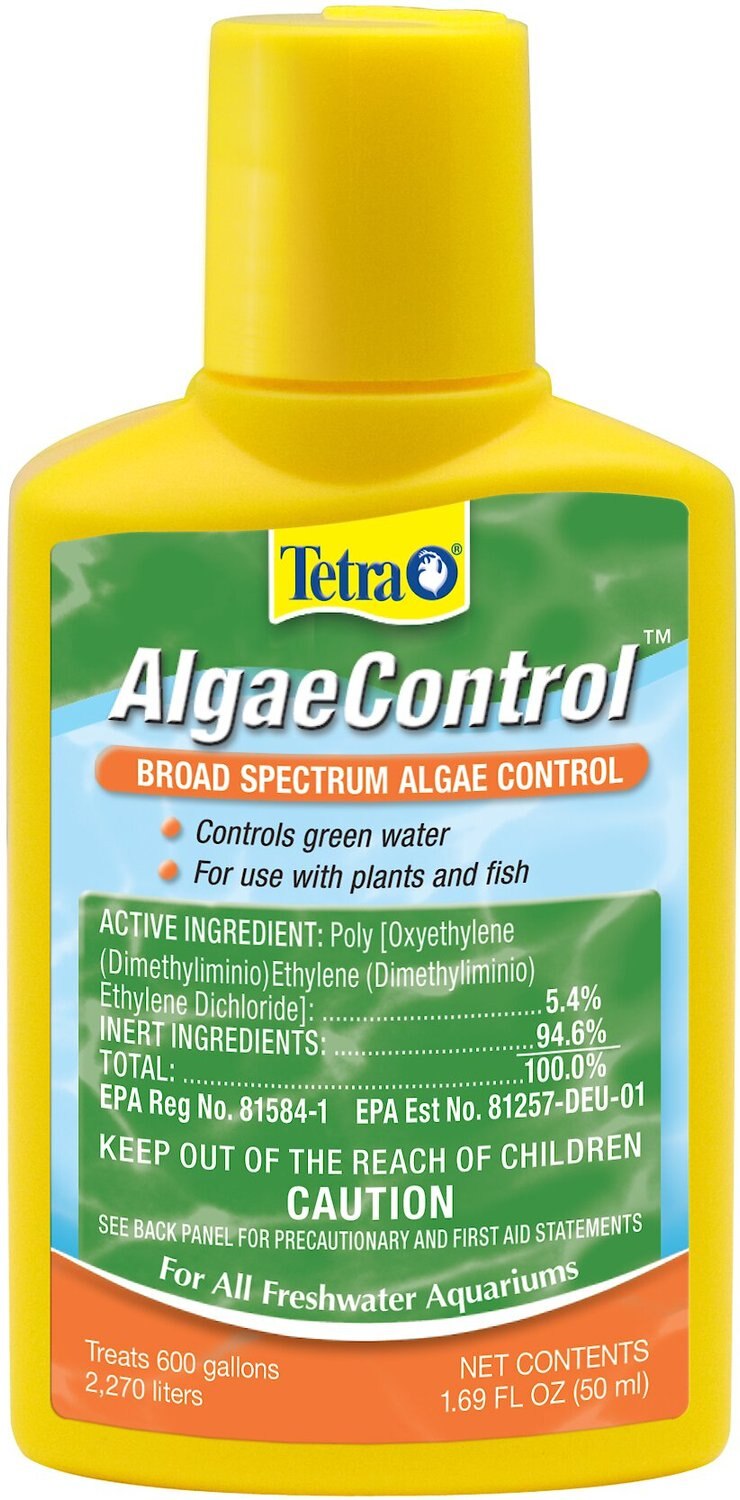 Tetra®
AlgaeControl™
BROAD SPECTRUM ALGAE CONTROL
Controls green water
For use with plants and fish
ACTIVE INGREDIENT: Poly [Oxyethylene
(Dimethyliminio) Ethylene (Dimethyliminio)
Ethylene Dichloride]: ................................ 5.4%
INERT INGREDIENTS: ............................. 94.6%
TOTAL: .................................................. 100.0%
EPA Reg No. 81584-1 EPA Est No. 81257-DEU-01
KEEP OUT OF THE REACH OF CHILDREN
CAUTION
SEE BACK PANEL FOR PRECAUTIONARY AND FIRST AID STATEMENTS
For All Freshwater Aquariums
Treats 600 gallons
2,270 liters
NET CONTENTS
1.69 FL OZ (50 ml)